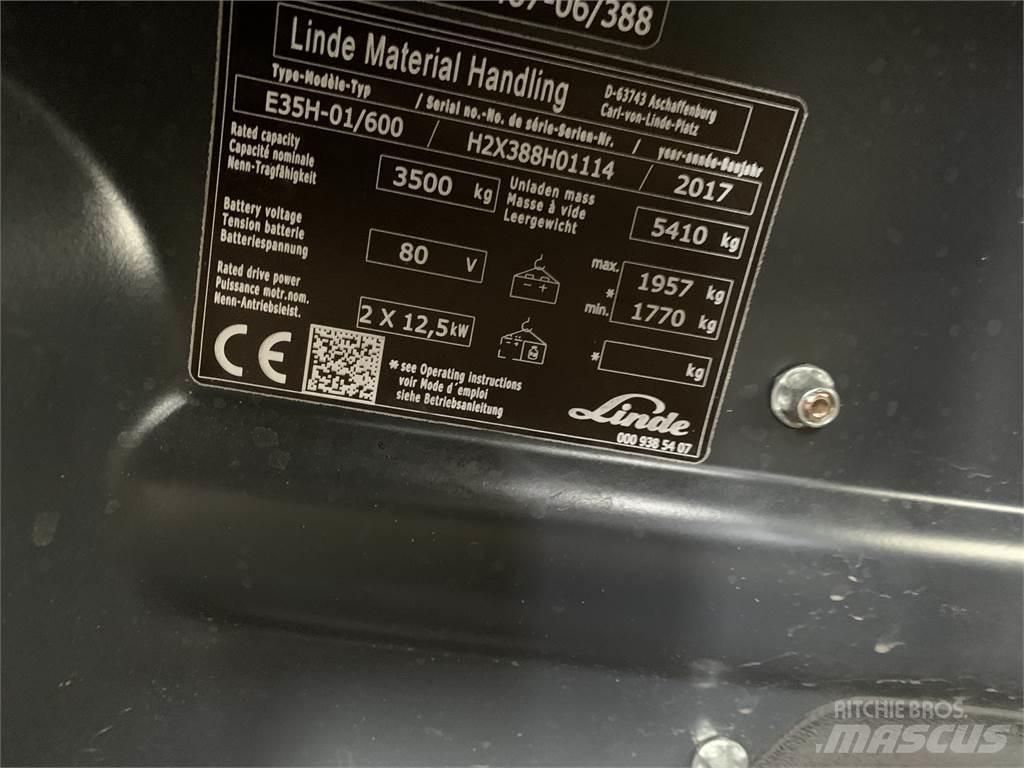 -06/388
Linde Material Handling
D-63743 Aschaffenburg
Carl-von-Linde-Platz
Type-Modèle-Typ / Serial no.-No. de série-Serien-Nr. / year-année-Baujahr
E35H-01/600 / H2X388H01114 / 2017
Rated capacity
Capacité nominale
Nenn-Tragfähigkeit
3500 kg
Unladen mass
Masse à vide
Leergewicht
5410 kg
Battery voltage
Tension batterie
Batteriespannung
80 V
- +
max. 1957 kg
*
min. 1770 kg
Rated drive power
Puissance motr.nom.
Nenn-Antriebsleist.
2 X 12,5 kW
* kg
CE
*see Operating instructions
voir Mode d'emploi
siehe Betriebsanleitung
Linde
000 938 54 07
RITCHIE BROS.
MASCUS